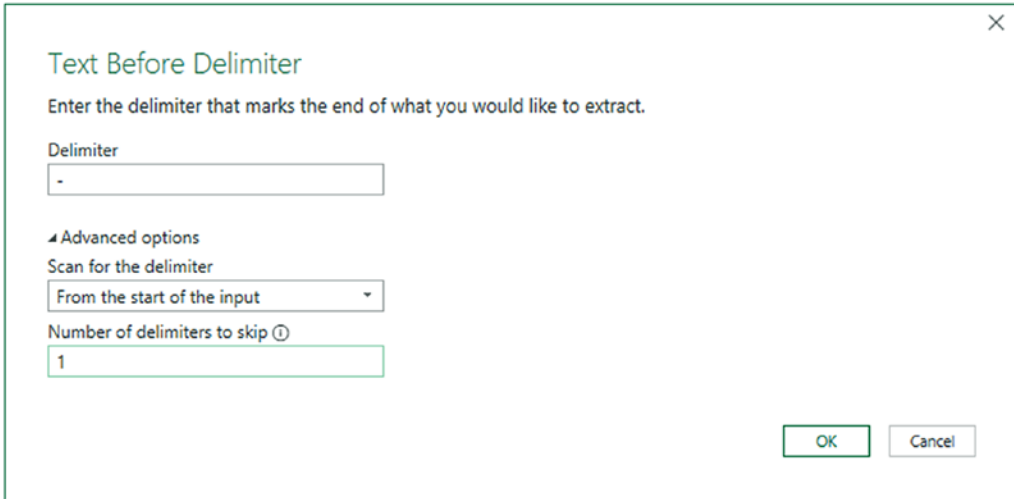 Text Before Delimiter
Enter the delimiter that marks the end of what you would like to extract.
Delimiter
-
Advanced options
Scan for the delimiter
From the start of the input
Number of delimiters to skip
1
OK Cancel